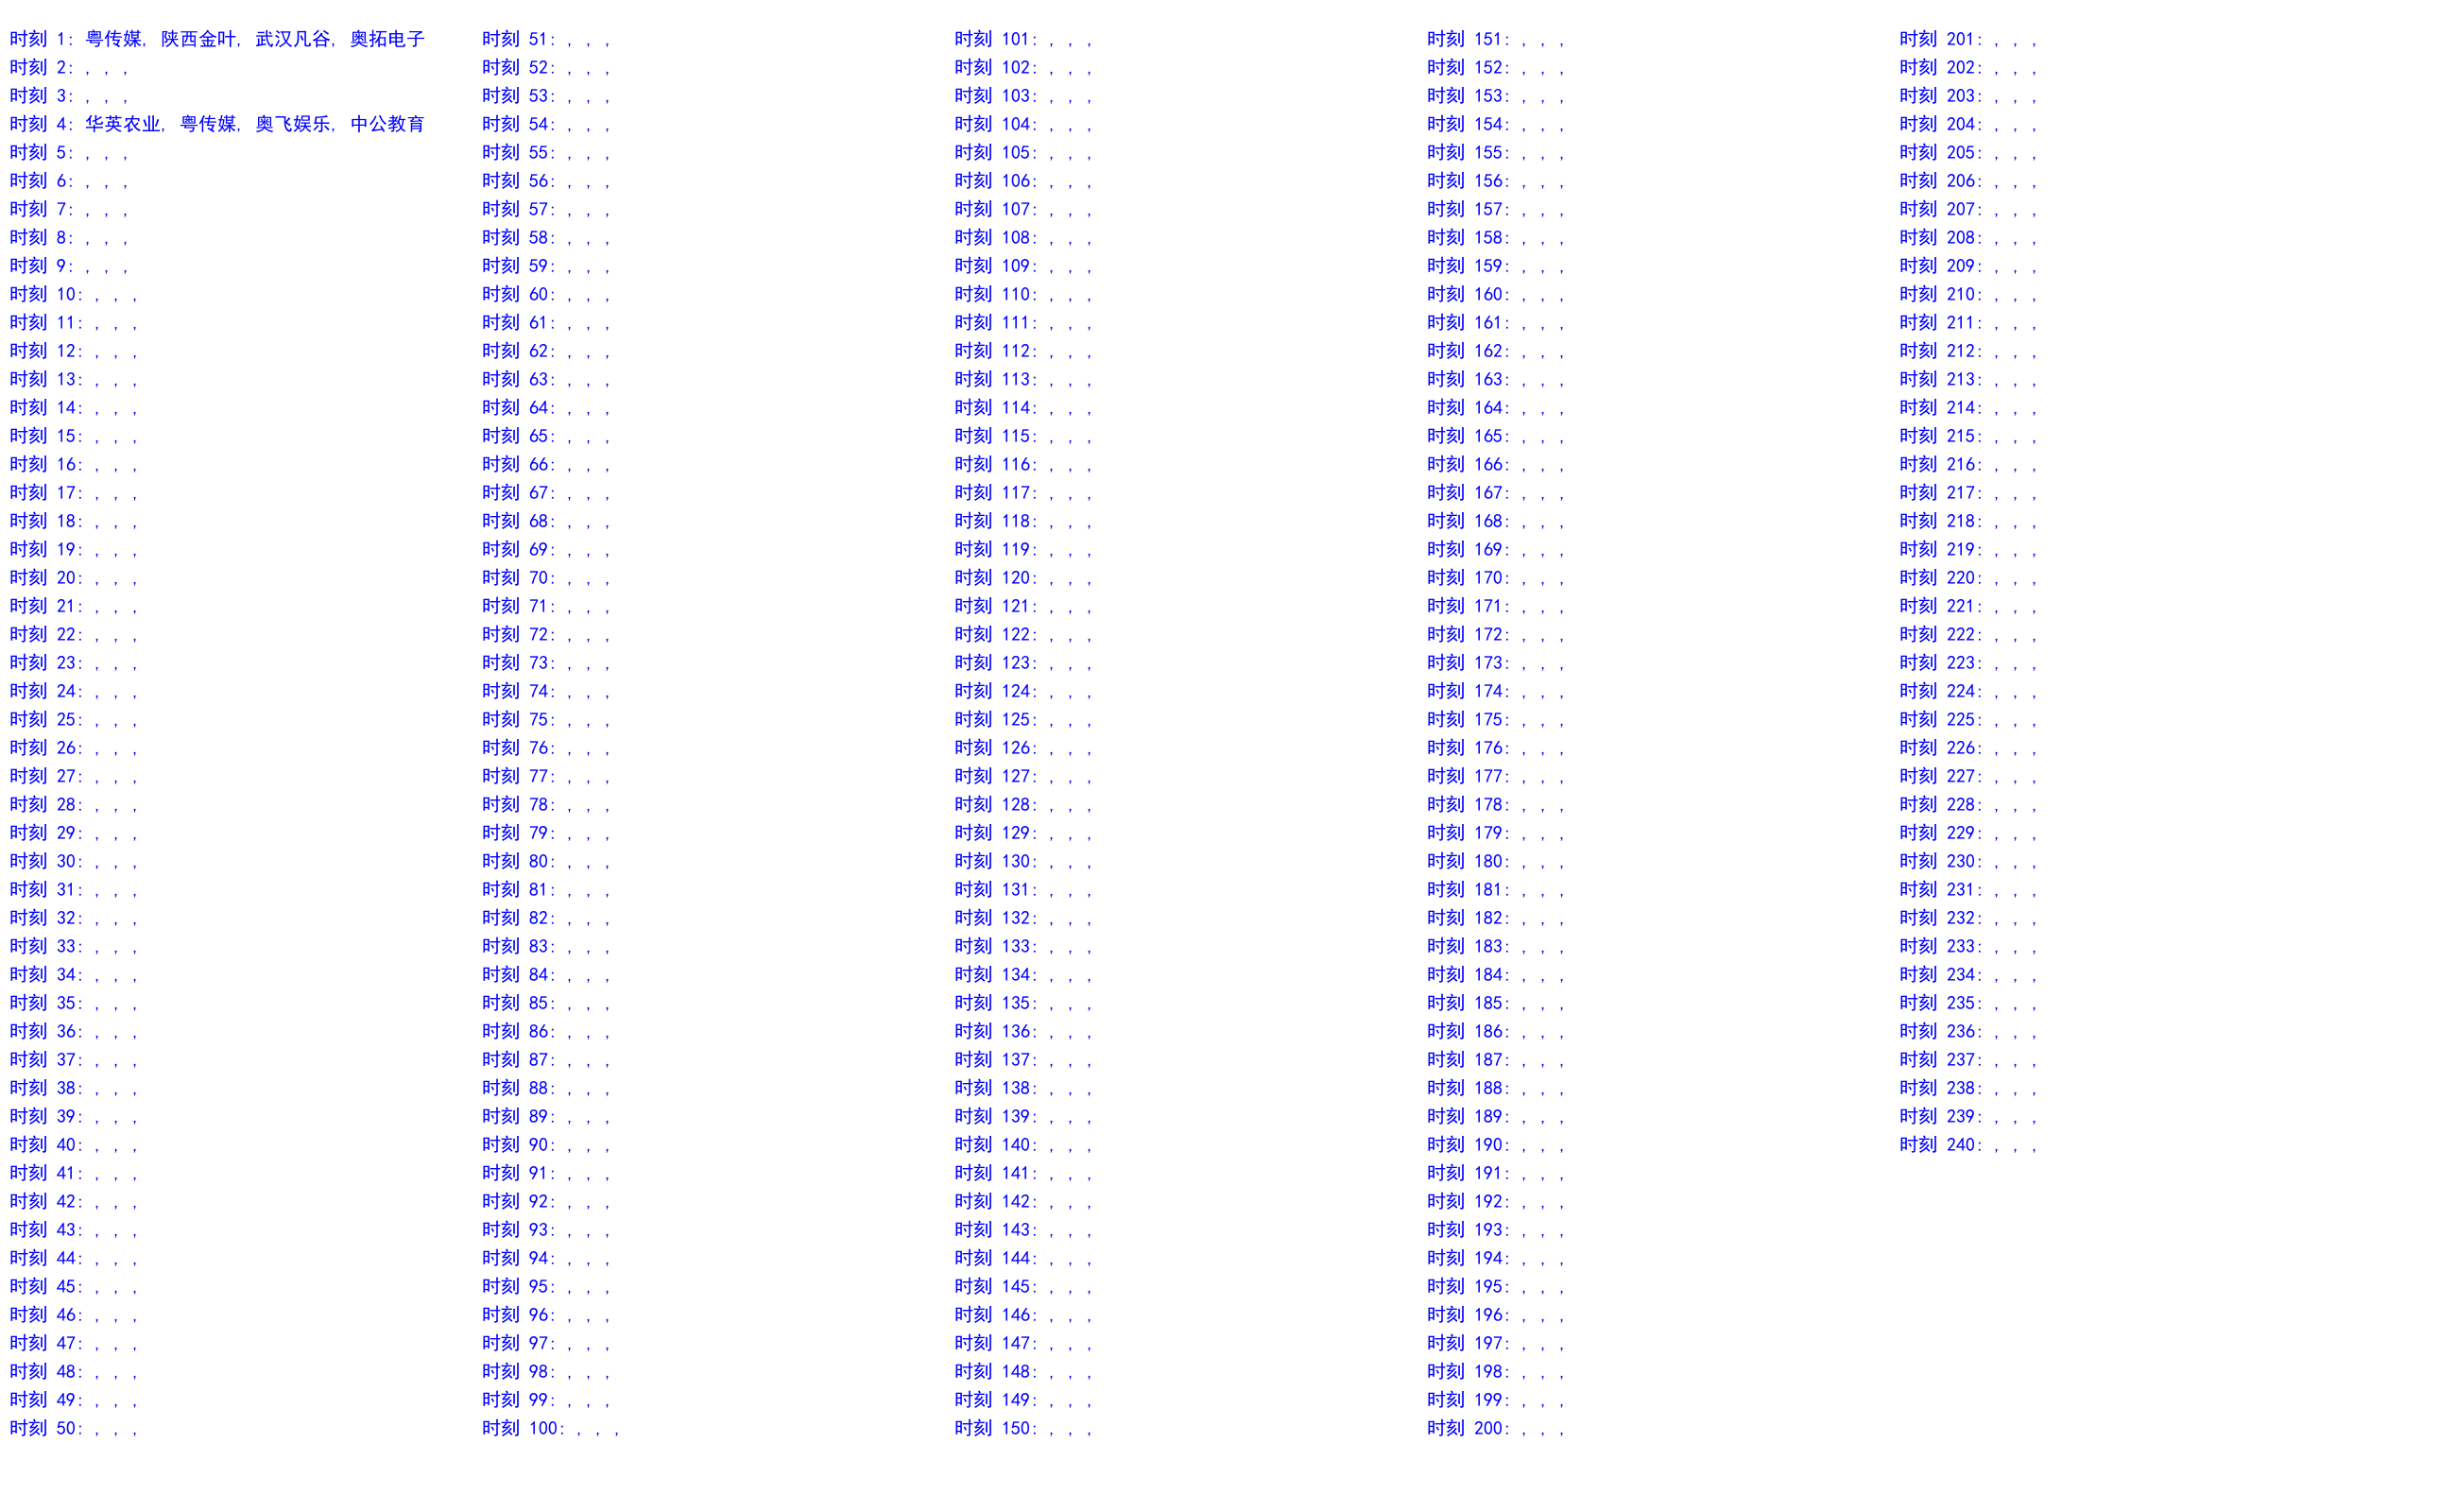 时刻 1: 粤传媒, 陕西金叶, 武汉凡谷, 奥拓电子
时刻 2: , , ,
时刻 3: , , ,
时刻 4: 华英农业, 粤传媒, 奥飞娱乐, 中公教育
时刻 5: , , ,
时刻 6: , , ,
时刻 7: , , ,
时刻 8: , , ,
时刻 9: , , ,
时刻 10: , , ,
时刻 11: , , ,
时刻 12: , , ,
时刻 13: , , ,
时刻 14: , , ,
时刻 15: , , ,
时刻 16: , , ,
时刻 17: , , ,
时刻 18: , , ,
时刻 19: , , ,
时刻 20: , , ,
时刻 21: , , ,
时刻 22: , , ,
时刻 23: , , ,
时刻 24: , , ,
时刻 25: , , ,
时刻 26: , , ,
时刻 27: , , ,
时刻 28: , , ,
时刻 29: , , ,
时刻 30: , , ,
时刻 31: , , ,
时刻 32: , , ,
时刻 33: , , ,
时刻 34: , , ,
时刻 35: , , ,
时刻 36: , , ,
时刻 37: , , ,
时刻 38: , , ,
时刻 39: , , ,
时刻 40: , , ,
时刻 41: , , ,
时刻 42: , , ,
时刻 43: , , ,
时刻 44: , , ,
时刻 45: , , ,
时刻 46: , , ,
时刻 47: , , ,
时刻 48: , , ,
时刻 49: , , ,
时刻 50: , , ,
时刻 51: , , ,
时刻 52: , , ,
时刻 53: , , ,
时刻 54: , , ,
时刻 55: , , ,
时刻 56: , , ,
时刻 57: , , ,
时刻 58: , , ,
时刻 59: , , ,
时刻 60: , , ,
时刻 61: , , ,
时刻 62: , , ,
时刻 63: , , ,
时刻 64: , , ,
时刻 65: , , ,
时刻 66: , , ,
时刻 67: , , ,
时刻 68: , , ,
时刻 69: , , ,
时刻 70: , , ,
时刻 71: , , ,
时刻 72: , , ,
时刻 73: , , ,
时刻 74: , , ,
时刻 75: , , ,
时刻 76: , , ,
时刻 77: , , ,
时刻 78: , , ,
时刻 79: , , ,
时刻 80: , , ,
时刻 81: , , ,
时刻 82: , , ,
时刻 83: , , ,
时刻 84: , , ,
时刻 85: , , ,
时刻 86: , , ,
时刻 87: , , ,
时刻 88: , , ,
时刻 89: , , ,
时刻 90: , , ,
时刻 91: , , ,
时刻 92: , , ,
时刻 93: , , ,
时刻 94: , , ,
时刻 95: , , ,
时刻 96: , , ,
时刻 97: , , ,
时刻 98: , , ,
时刻 99: , , ,
时刻 100: , , ,
时刻 101: , , ,
时刻 102: , , ,
时刻 103: , , ,
时刻 104: , , ,
时刻 105: , , ,
时刻 106: , , ,
时刻 107: , , ,
时刻 108: , , ,
时刻 109: , , ,
时刻 110: , , ,
时刻 111: , , ,
时刻 112: , , ,
时刻 113: , , ,
时刻 114: , , ,
时刻 115: , , ,
时刻 116: , , ,
时刻 117: , , ,
时刻 118: , , ,
时刻 119: , , ,
时刻 120: , , ,
时刻 121: , , ,
时刻 122: , , ,
时刻 123: , , ,
时刻 124: , , ,
时刻 125: , , ,
时刻 126: , , ,
时刻 127: , , ,
时刻 128: , , ,
时刻 129: , , ,
时刻 130: , , ,
时刻 131: , , ,
时刻 132: , , ,
时刻 133: , , ,
时刻 134: , , ,
时刻 135: , , ,
时刻 136: , , ,
时刻 137: , , ,
时刻 138: , , ,
时刻 139: , , ,
时刻 140: , , ,
时刻 141: , , ,
时刻 142: , , ,
时刻 143: , , ,
时刻 144: , , ,
时刻 145: , , ,
时刻 146: , , ,
时刻 147: , , ,
时刻 148: , , ,
时刻 149: , , ,
时刻 150: , , ,
时刻 151: , , ,
时刻 152: , , ,
时刻 153: , , ,
时刻 154: , , ,
时刻 155: , , ,
时刻 156: , , ,
时刻 157: , , ,
时刻 158: , , ,
时刻 159: , , ,
时刻 160: , , ,
时刻 161: , , ,
时刻 162: , , ,
时刻 163: , , ,
时刻 164: , , ,
时刻 165: , , ,
时刻 166: , , ,
时刻 167: , , ,
时刻 168: , , ,
时刻 169: , , ,
时刻 170: , , ,
时刻 171: , , ,
时刻 172: , , ,
时刻 173: , , ,
时刻 174: , , ,
时刻 175: , , ,
时刻 176: , , ,
时刻 177: , , ,
时刻 178: , , ,
时刻 179: , , ,
时刻 180: , , ,
时刻 181: , , ,
时刻 182: , , ,
时刻 183: , , ,
时刻 184: , , ,
时刻 185: , , ,
时刻 186: , , ,
时刻 187: , , ,
时刻 188: , , ,
时刻 189: , , ,
时刻 190: , , ,
时刻 191: , , ,
时刻 192: , , ,
时刻 193: , , ,
时刻 194: , , ,
时刻 195: , , ,
时刻 196: , , ,
时刻 197: , , ,
时刻 198: , , ,
时刻 199: , , ,
时刻 200: , , ,
时刻 201: , , ,
时刻 202: , , ,
时刻 203: , , ,
时刻 204: , , ,
时刻 205: , , ,
时刻 206: , , ,
时刻 207: , , ,
时刻 208: , , ,
时刻 209: , , ,
时刻 210: , , ,
时刻 211: , , ,
时刻 212: , , ,
时刻 213: , , ,
时刻 214: , , ,
时刻 215: , , ,
时刻 216: , , ,
时刻 217: , , ,
时刻 218: , , ,
时刻 219: , , ,
时刻 220: , , ,
时刻 221: , , ,
时刻 222: , , ,
时刻 223: , , ,
时刻 224: , , ,
时刻 225: , , ,
时刻 226: , , ,
时刻 227: , , ,
时刻 228: , , ,
时刻 229: , , ,
时刻 230: , , ,
时刻 231: , , ,
时刻 232: , , ,
时刻 233: , , ,
时刻 234: , , ,
时刻 235: , , ,
时刻 236: , , ,
时刻 237: , , ,
时刻 238: , , ,
时刻 239: , , ,
时刻 240: , , ,